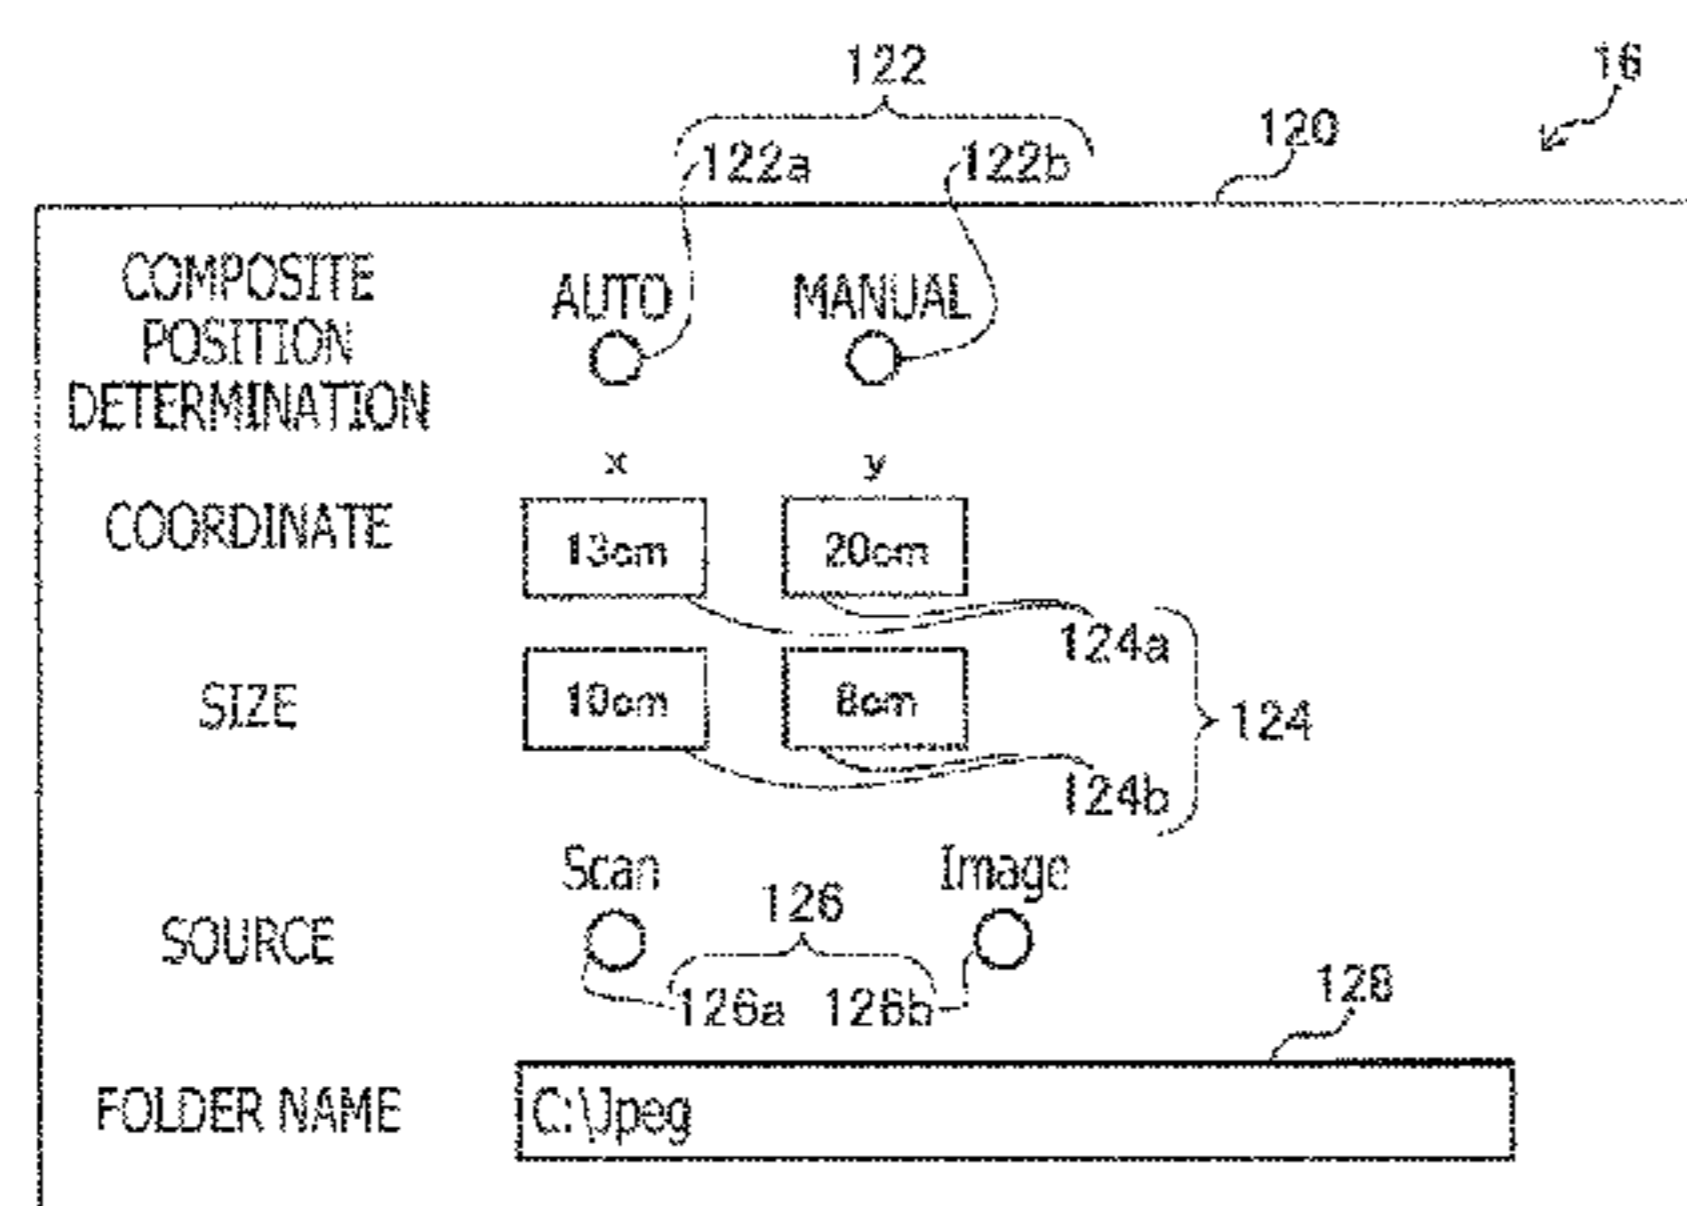 122
16
120
122a 122b
COMPOSITE
POSITION
DETERMINATION
AUTO MANUAL
x y
COORDINATE 13cm 20cm
124a
SIZE 10cm 8cm
124
124b
Scan Image
126
SOURCE
126a 126b
128
FOLDER NAME C:\Jpeg